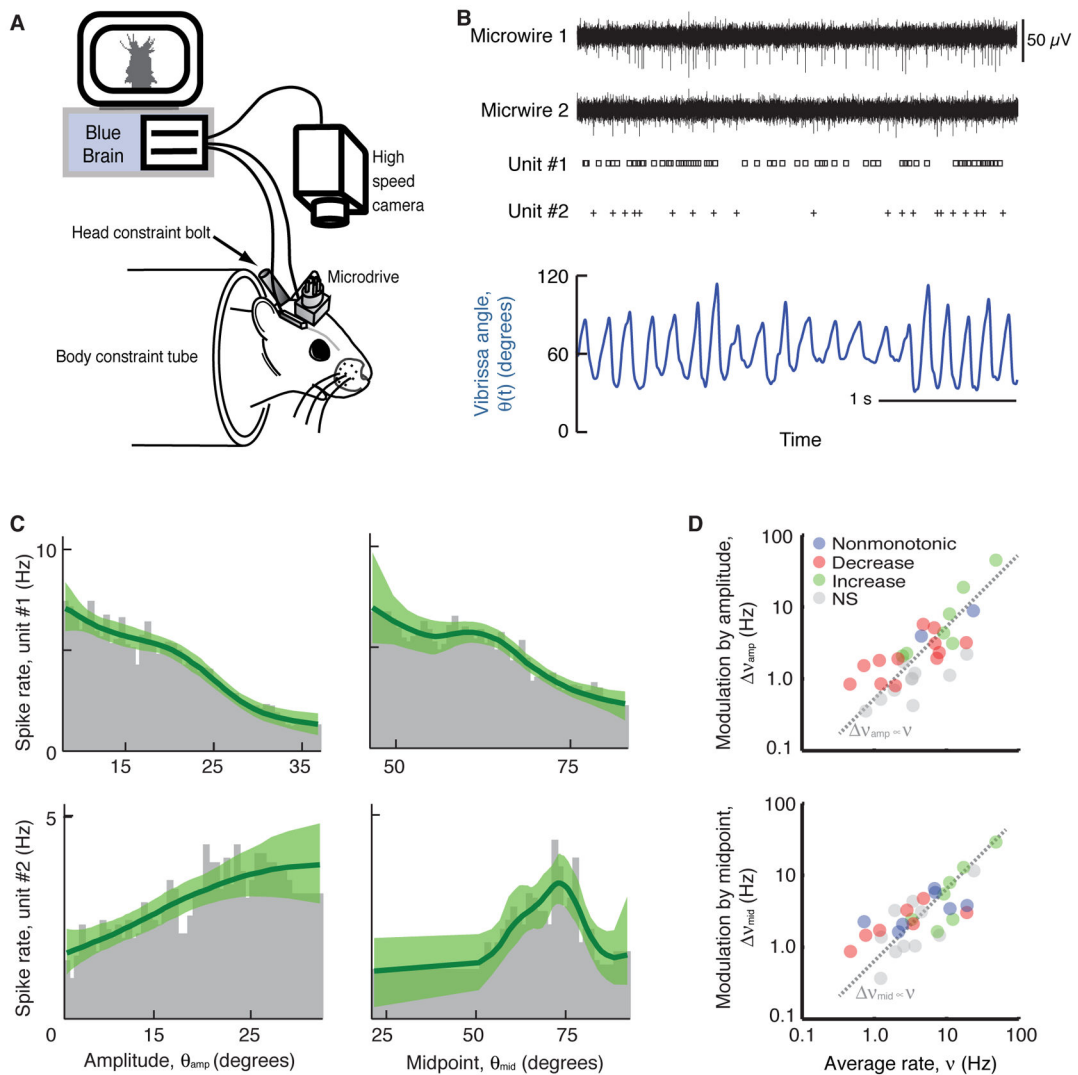 A
Blue
Brain
High
speed
camera
Head constraint bolt
Microdrive
Body constraint tube
B
Microwire 1
50 µV
Micrwire 2
Unit #1
Unit #2
Vibrissa angle,
θ(t) (degrees)
120
60
0
1 s
Time
C
Spike rate, unit #1 (Hz)
10
0
15
25
35
50
75
Spike rate, unit #2 (Hz)
5
0
15
25
Amplitude, θamp (degrees)
25
50
75
Midpoint, θmid (degrees)
D
Modulation by amplitude,
Δνamp (Hz)
100
10
1.0
0.1
Nonmonotonic
Decrease
Increase
NS
Δνamp ∝ ν
Modulation by midpoint,
Δνmid (Hz)
100
10
1.0
0.1
Δνmid ∝ ν
0.1
1.0
10
100
Average rate, ν (Hz)